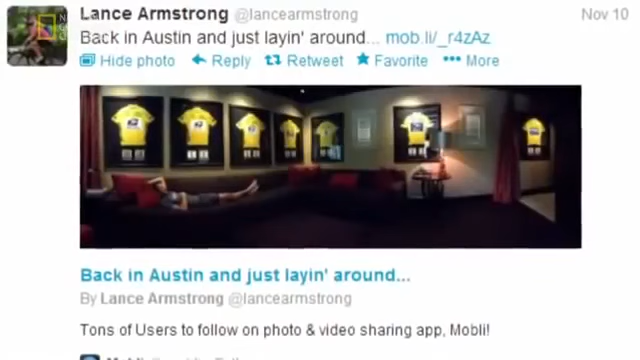 Lance Armstrong @lancearmstrong Nov 10
Back in Austin and just layin' around... mob.li/_r4zAz
Hide photo Reply Retweet Favorite More
Back in Austin and just layin' around...
By Lance Armstrong @lancearmstrong
Tons of Users to follow on photo & video sharing app, Mobli!